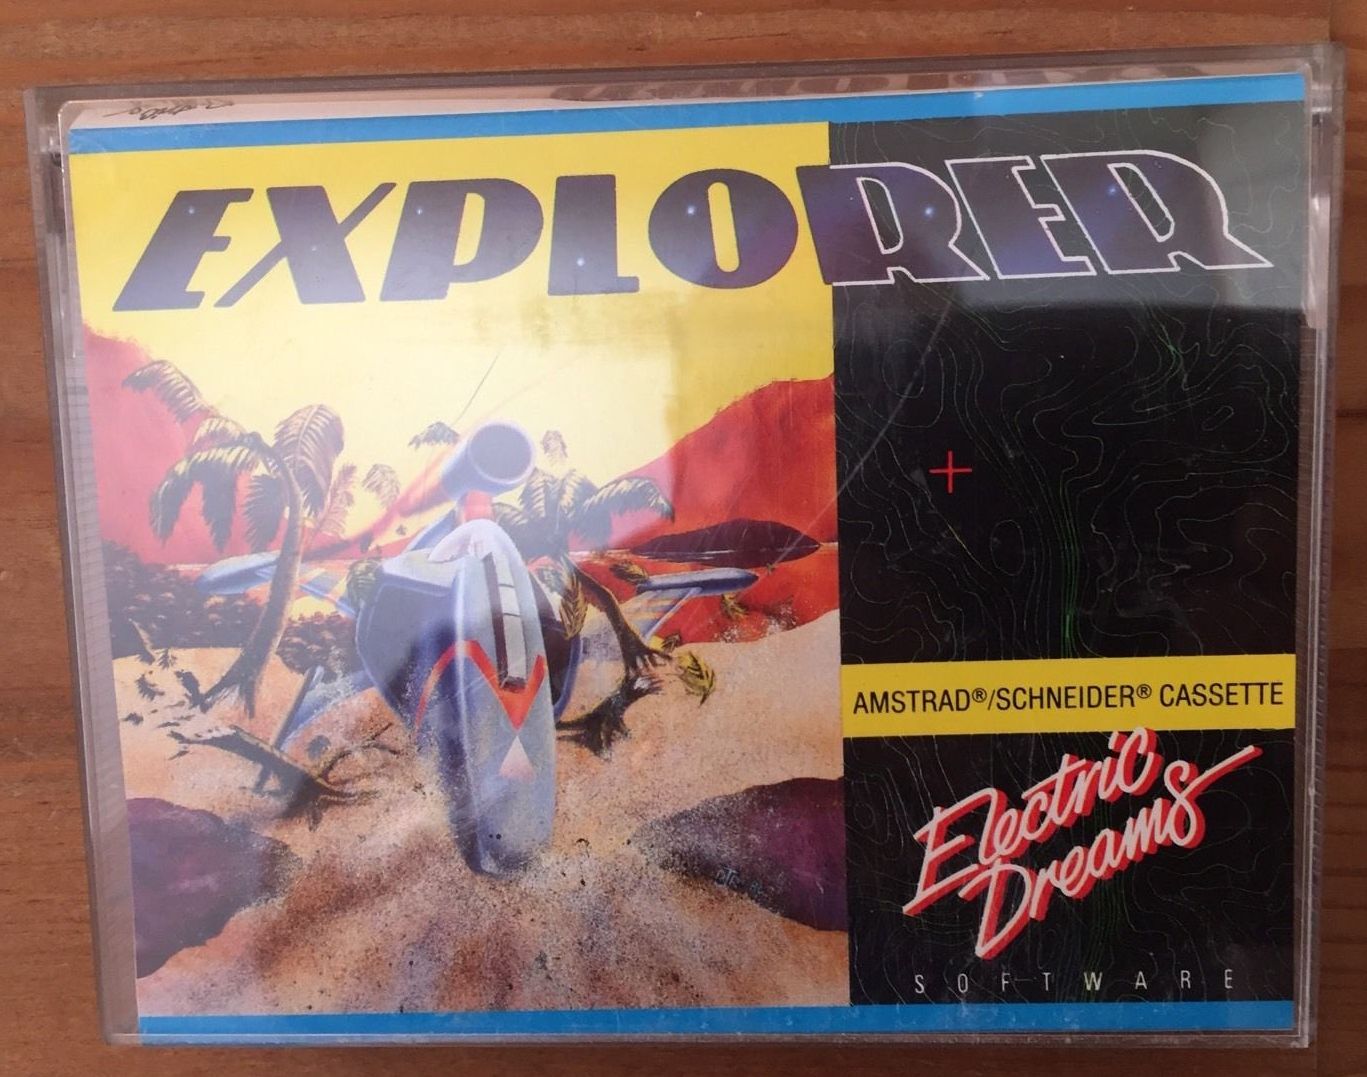 EXPLORER
AMSTRAD®/SCHNEIDER® CASSETTE
Electric
Dreams
SOFTWARE